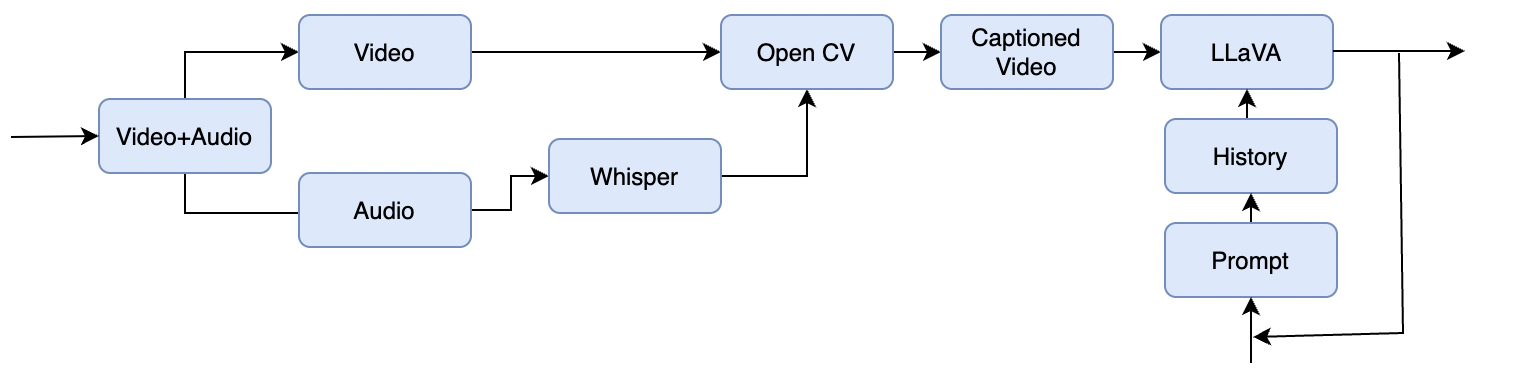 Video
Open CV
Captioned
Video
LLaVA
Video+Audio
History
Whisper
Audio
Prompt